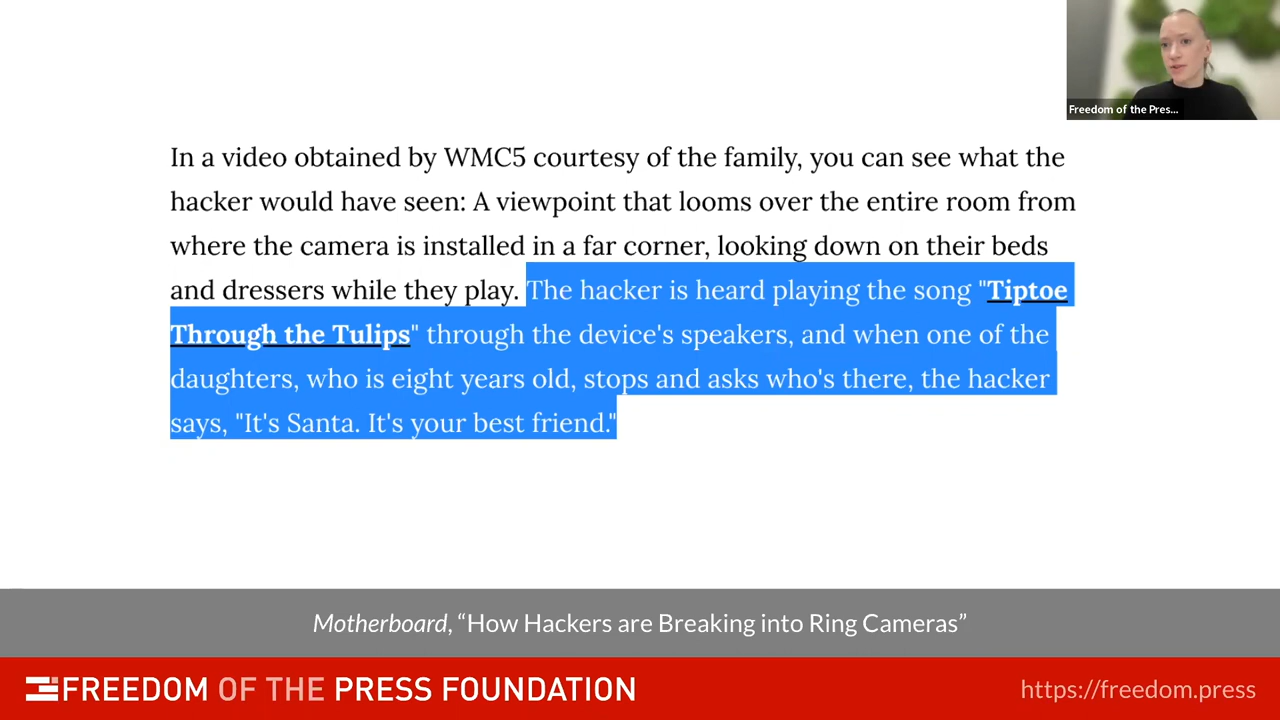 Freedom of the Pres...
In a video obtained by WMC5 courtesy of the family, you can see what the
hacker would have seen: A viewpoint that looms over the entire room from
where the camera is installed in a far corner, looking down on their beds
and dressers while they play. The hacker is heard playing the song "Tiptoe
Through the Tulips" through the device's speakers, and when one of the
daughters, who is eight years old, stops and asks who's there, the hacker
says, "It's Santa. It's your best friend."
Motherboard, “How Hackers are Breaking into Ring Cameras”
FREEDOM OF THE PRESS FOUNDATION
https://freedom.press